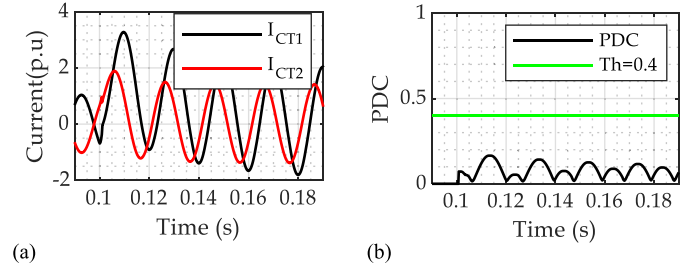 (a)
Current(p.u)
4
2
0
-2
0.1 0.12 0.14 0.16 0.18
Time (s)
I_CT1
I_CT2
(b)
PDC
1
0.5
0
0.1 0.12 0.14 0.16 0.18
Time (s)
PDC
Th=0.4